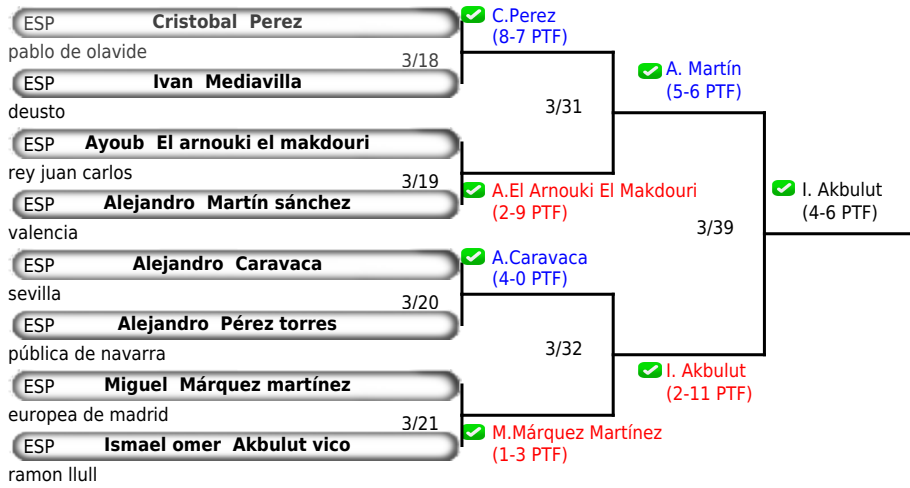 ESP Cristobal Perez
pablo de olavide
3/18
ESP Ivan Mediavilla
deusto
C.Perez
(8-7 PTF)
ESP Ayoub El arnouki el makdouri
rey juan carlos
3/19
ESP Alejandro Martín sánchez
valencia
A.El Arnouki El Makdouri
(2-9 PTF)
3/31
A. Martín
(5-6 PTF)
ESP Alejandro Caravaca
sevilla
3/20
ESP Alejandro Pérez torres
pública de navarra
A.Caravaca
(4-0 PTF)
ESP Miguel Márquez martínez
europea de madrid
3/21
ESP Ismael omer Akbulut vico
ramon llull
M.Márquez Martínez
(1-3 PTF)
3/32
I. Akbulut
(2-11 PTF)
3/39
I. Akbulut
(4-6 PTF)